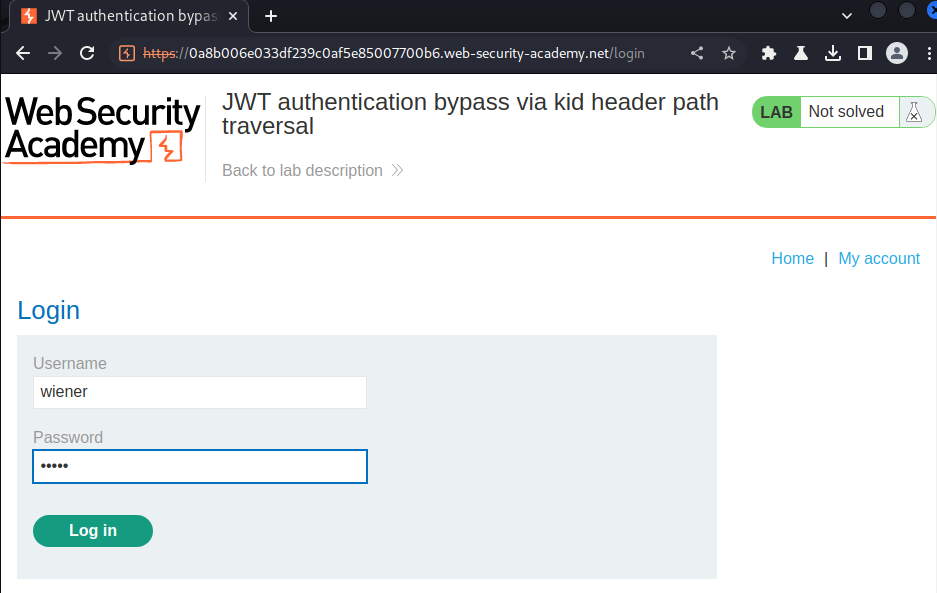 JWT authentication bypas
https://0a8b006e033df239c0af5e85007700b6.web-security-academy.net/login
Web Security
Academy
JWT authentication bypass via kid header path
traversal
LAB Not solved
Back to lab description
Home | My account
Login
Username
wiener
Password
•••••
Log in